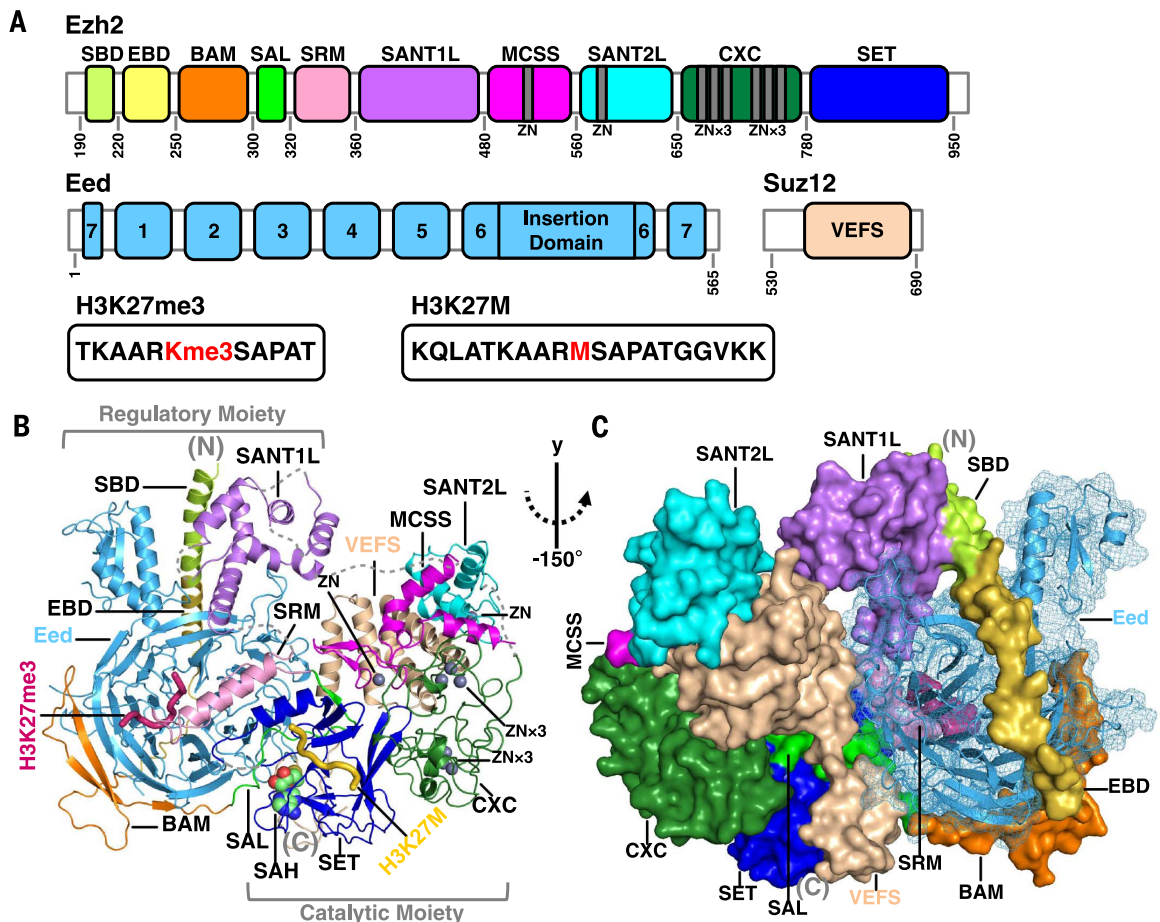 A
Ezh2
SBD EBD BAM SAL SRM SANT1L MCSS SANT2L CXC SET
ZN ZN ZN×3 ZN×3
190 220 250 300 320 360 480 560 650 780 950
Eed
7 1 2 3 4 5 6 Insertion Domain 6 7
1 565
Suz12
VEFS
530 690
H3K27me3
TKAARKme3SAPAT
H3K27M
KQLATKAARMSAPATGGVKK
B
Regulatory Moiety
(N)
SANT1L
SBD
SANT2L
MCSS
VEFS
ZN
ZN
EBD
SRM
Eed
H3K27me3
ZN×3
ZN×3
CXC
BAM
SAL
SAH
(C)
SET
H3K27M
Catalytic Moiety
y
-150°
C
SANT2L
SANT1L
(N)
SBD
Eed
MCSS
EBD
CXC
SET
SAL
(C)
VEFS
SRM
BAM